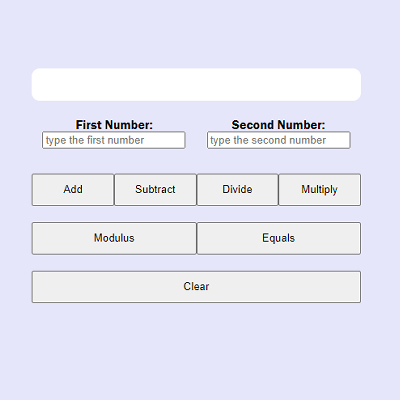 First Number: Second Number:
type the first number type the second number
Add Subtract Divide Multiply
Modulus Equals
Clear